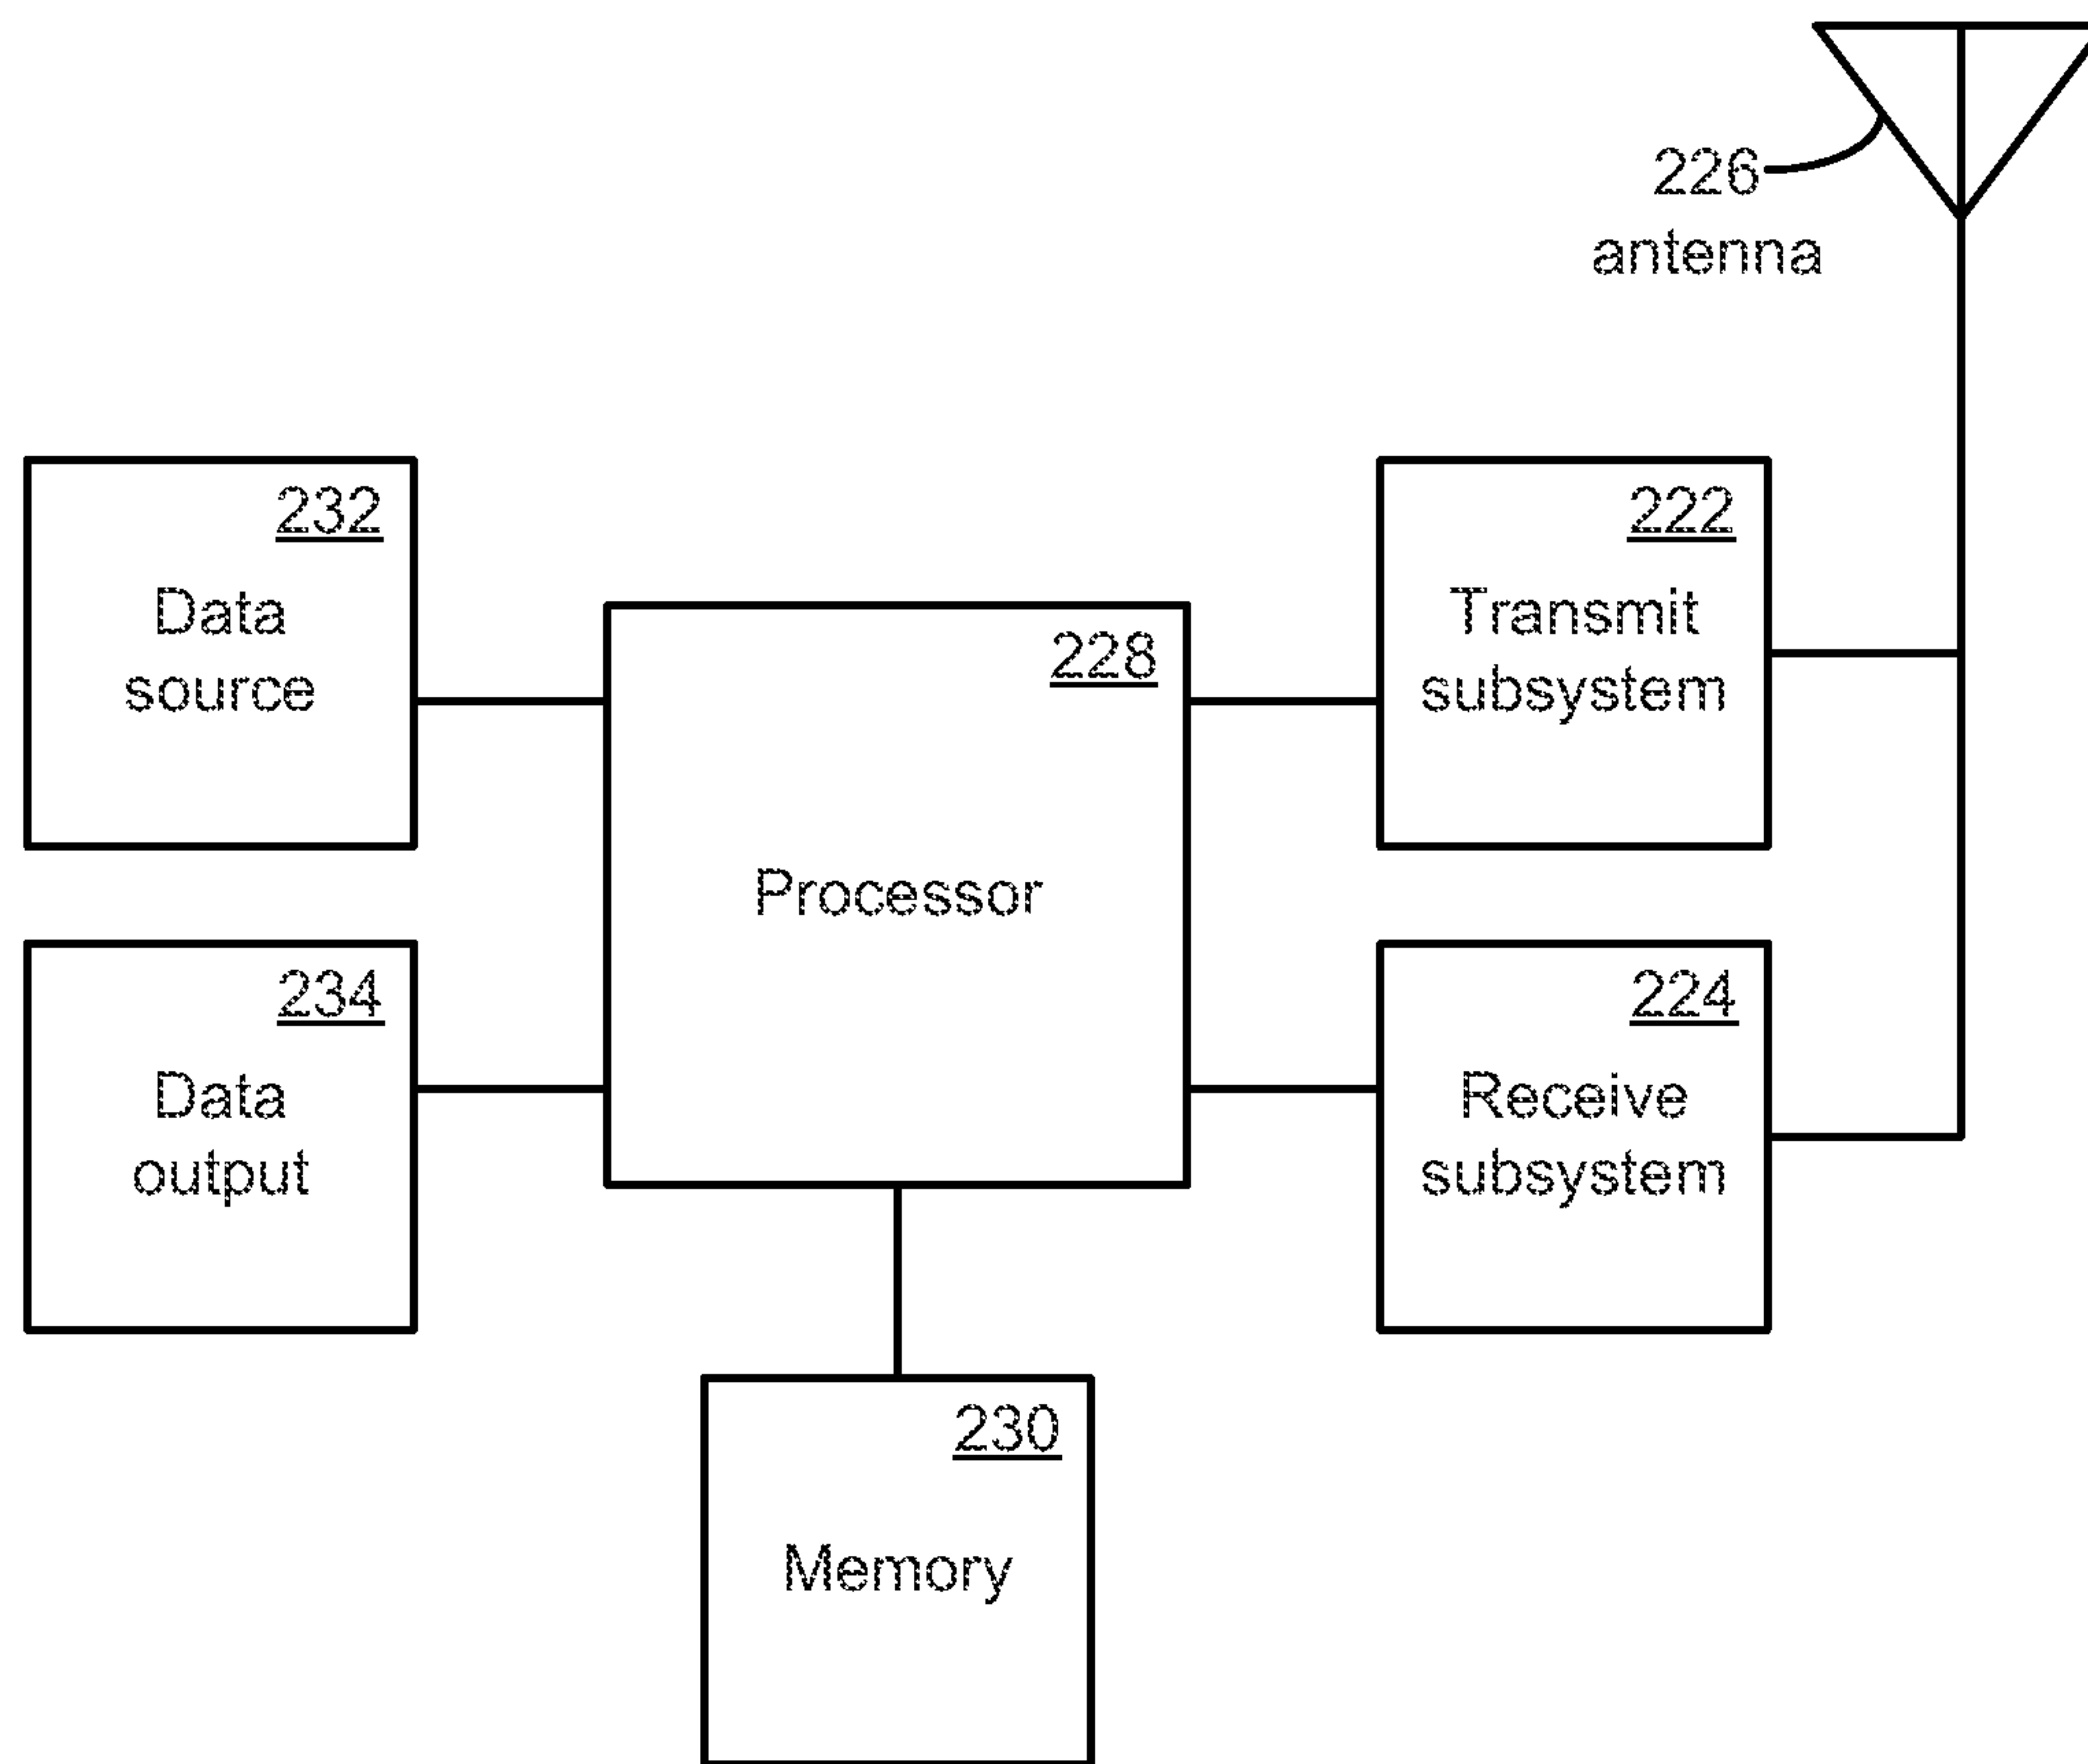 226
antenna
232
Data
source
228
Processor
222
Transmit
subsystem
234
Data
output
224
Receive
subsystem
230
Memory